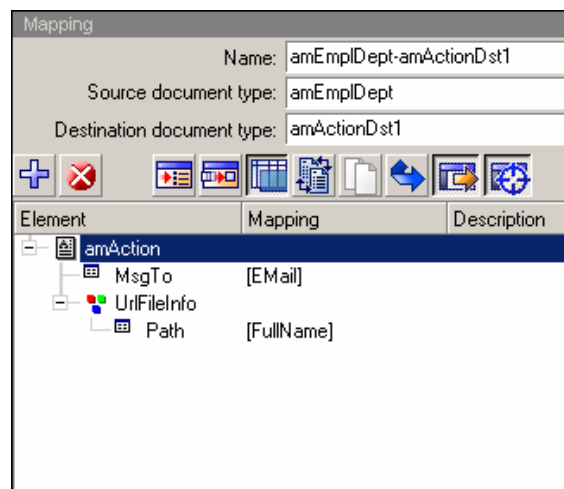 Mapping
Name: amEmplDept-amActionDst1
Source document type: amEmplDept
Destination document type: amActionDst1
Element Mapping Description
amAction
MsgTo [EMail]
UrlFileInfo
Path [FullName]